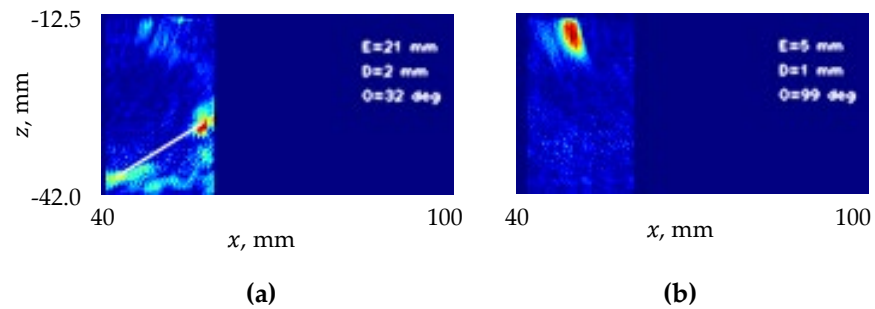 -12.5
E=21 mm
D=2 mm
O=32 deg
z, mm
-42.0
40
100
x, mm
(a)
E=5 mm
D=1 mm
O=99 deg
40
100
x, mm
(b)